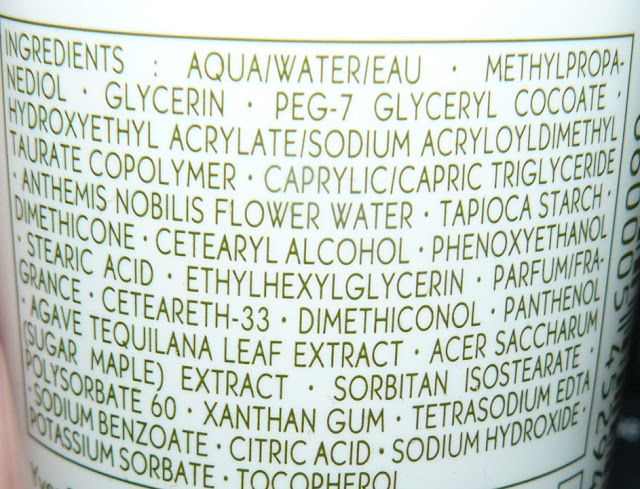 INGREDIENTS : AQUA/WATER/EAU · METHYLPROPA-
NEDIOL · GLYCERIN · PEG-7 GLYCERYL COCOATE ·
HYDROXYETHYL ACRYLATE/SODIUM ACRYLOYLDIMETHYL
TAURATE COPOLYMER · CAPRYLIC/CAPRIC TRIGLYCERIDE
· ANTHEMIS NOBILIS FLOWER WATER · TAPIOCA STARCH ·
DIMETHICONE · CETEARYL ALCOHOL · PHENOXYETHANOL
· STEARIC ACID · ETHYLHEXYLGLYCERIN · PARFUM/FRA-
GRANCE · CETEARETH-33 · DIMETHICONOL · PANTHENOL
· AGAVE TEQUILANA LEAF EXTRACT · ACER SACCHARUM
(SUGAR MAPLE) EXTRACT · SORBITAN ISOSTEARATE ·
POLYSORBATE 60 · XANTHAN GUM · TETRASODIUM EDTA
· SODIUM BENZOATE · CITRIC ACID · SODIUM HYDROXIDE ·
POTASSIUM SORBATE · TOCOPHEROL